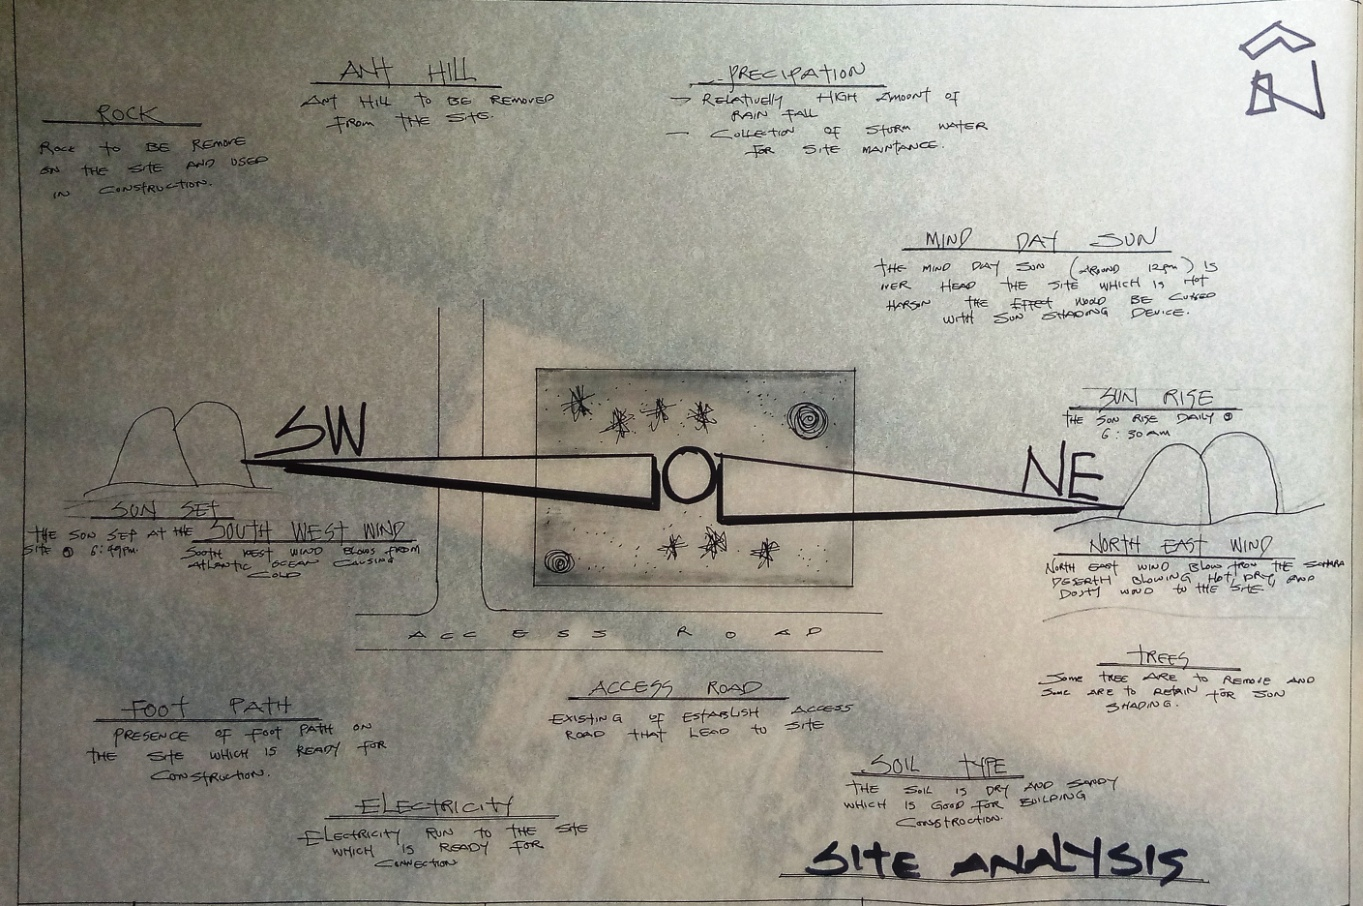 ANT HILL
ANT HILL TO BE REMOVED
FROM THE SITE.
PRECIPATION
→ RELATIVELLY HIGH AMOUNT OF
RAIN FALL
— COLLECTION OF STORM WATER
FOR SITE MAINTANCE.
N
ROCK
ROCK TO BE REMOVE
ON THE SITE AND USED
IN CONSTRUCTION.
MIND DAY SUN
THE MIND DAY SUN (AROUND 12pm) IS
HEAD THE SITE WHICH IS HOT
THE EFFECT WOULD BE
WITH SUN SHADING DEVICE.
SW
SUN SET
THE SUN SEP AT THE
SITE @ 6:49PM.
SOUTH WEST WIND
SOUTH WEST WIND BLOWS FROM
ATLANTIC OCEAN CAUSING
COLD
SUN RISE
THE SUN RISE DAILY @
6:30AM
NE
NORTH EAST WIND
NORTH EAST WIND BLOW FROM THE SAHARA
DESERTH BLOWING HOT, DRY, AND
DUSTY WIND TO THE SITE
ACCESS ROAD
TREES
SOME TREE ARE TO REMOVE AND
SOME ARE TO RETAIN FOR SUN
SHADING.
FOOT PATH
PRESENCE OF FOOT PATH ON
THE SITE WHICH IS READY FOR
CONSTRUCTION.
ACCESS ROAD
EXISTING OF ESTABLISH ACCESS
ROAD THAT LEAD TO SITE
SOIL TYPE
THE SOIL IS DRY AND SANDY
WHICH IS GOOD FOR BUILDING
CONSTRUCTION.
ELECTRICITY
ELECTRICITY RUN TO THE SITE
WHICH IS READY FOR
CONNECTION
SITE ANALYSIS